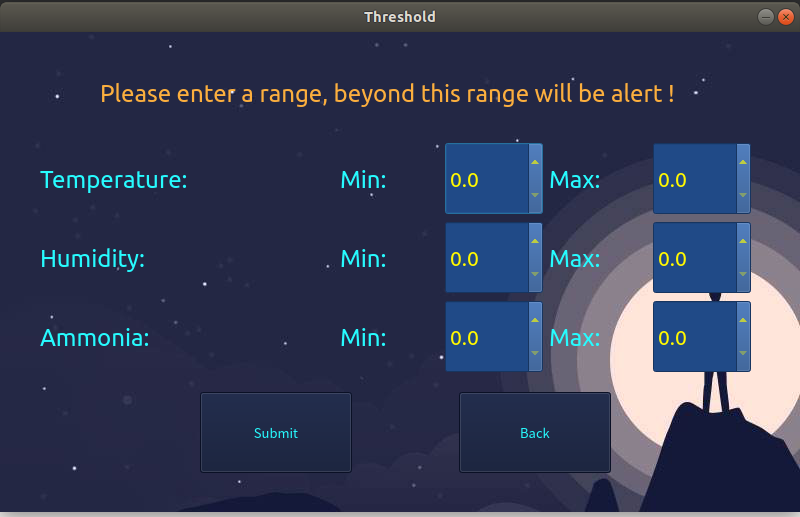 Threshold
Please enter a range, beyond this range will be alert !
Temperature: Min: 0.0 Max: 0.0
Humidity: Min: 0.0 Max: 0.0
Ammonia: Min: 0.0 Max: 0.0
Submit Back